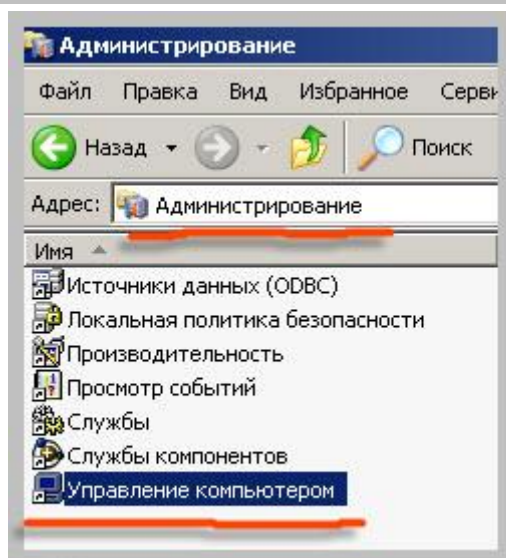 Администрирование
Файл Правка Вид Избранное Серви
Назад Поиск
Адрес: Администрирование
Имя
Источники данных (ODBC)
Локальная политика безопасности
Производительность
Просмотр событий
Службы
Службы компонентов
Управление компьютером